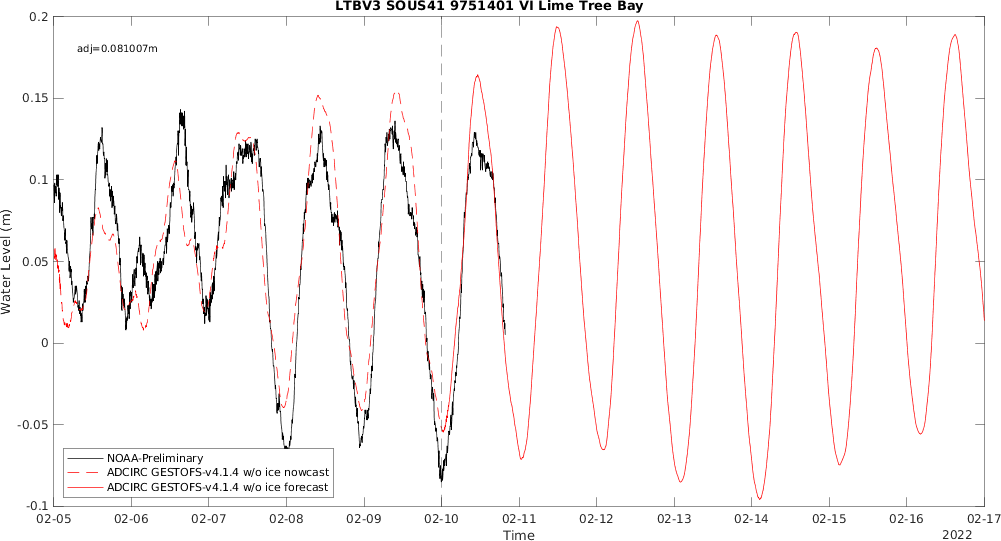 LTBV3 SOUS41 9751401 VI Lime Tree Bay
adj=0.081007m
0.2
0.15
0.1
0.05
0
-0.05
-0.1
Water Level (m)
NOAA-Preliminary
ADCIRC GESTOFS-v4.1.4 w/o ice nowcast
ADCIRC GESTOFS-v4.1.4 w/o ice forecast
02-05 02-06 02-07 02-08 02-09 02-10 02-11 02-12 02-13 02-14 02-15 02-16 02-17
Time
2022